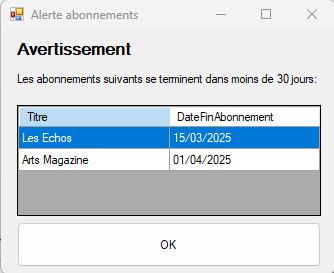 Alerte abonnements
Avertissement
Les abonnements suivants se terminent dans moins de 30 jours:
Titre DateFinAbonnement
Les Echos 15/03/2025
Arts Magazine 01/04/2025
OK